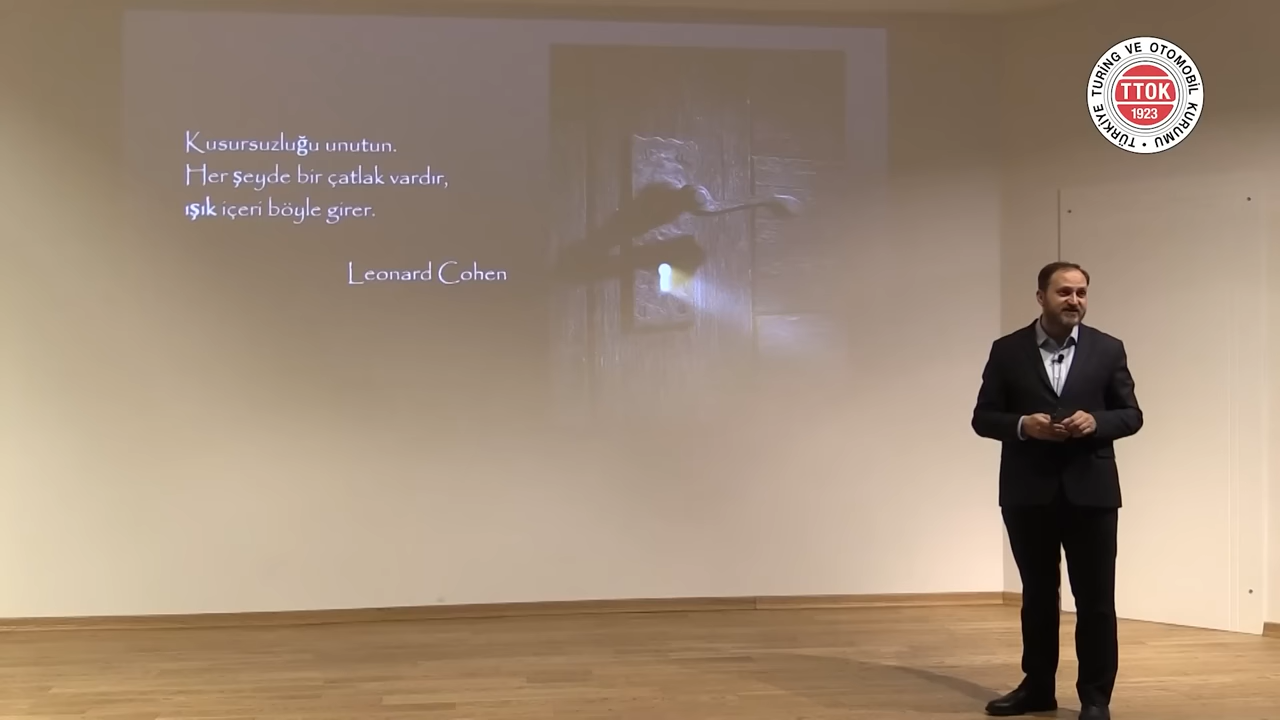 Kusursuzluğu unutun.
Her şeyde bir çatlak vardır,
ışık içeri böyle girer.
Leonard Cohen
TÜRKİYE TURİNG VE OTOMOBİL KURUMU •
TTOK
1923